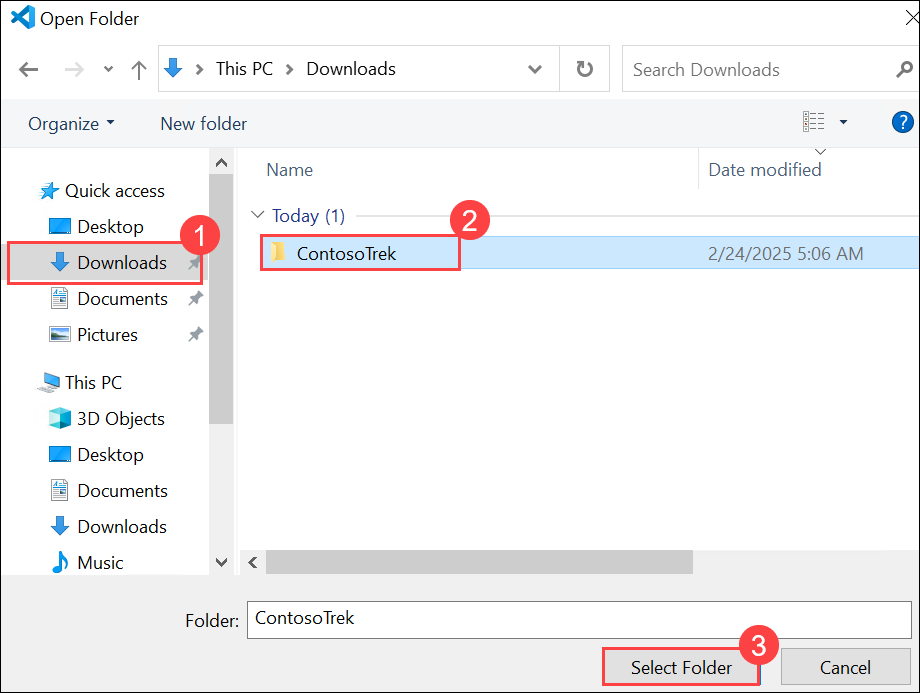 Open Folder
This PC > Downloads
Search Downloads
Organize
New folder
?
Name
Date modified
Quick access
Desktop
1
Downloads
Documents
Pictures
This PC
3D Objects
Desktop
Documents
Downloads
Music
Today (1)
2
ContosoTrek
2/24/2025 5:06 AM
Folder:
ContosoTrek
3
Select Folder
Cancel